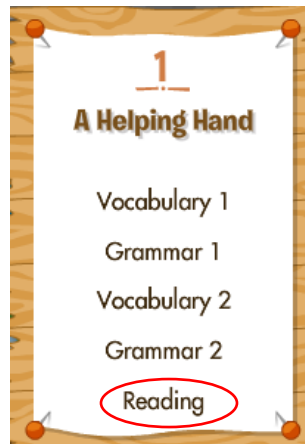 1
A Helping Hand
Vocabulary 1
Grammar 1
Vocabulary 2
Grammar 2
Reading